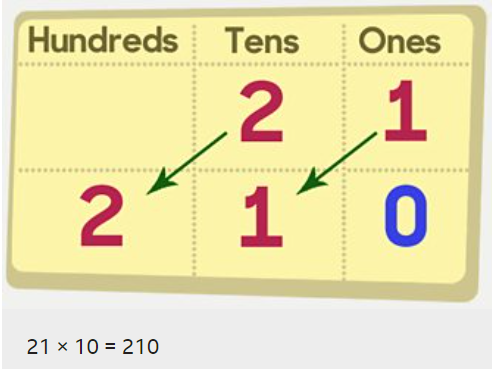 Hundreds Tens Ones
2 1
2 1 0
21 × 10 = 210